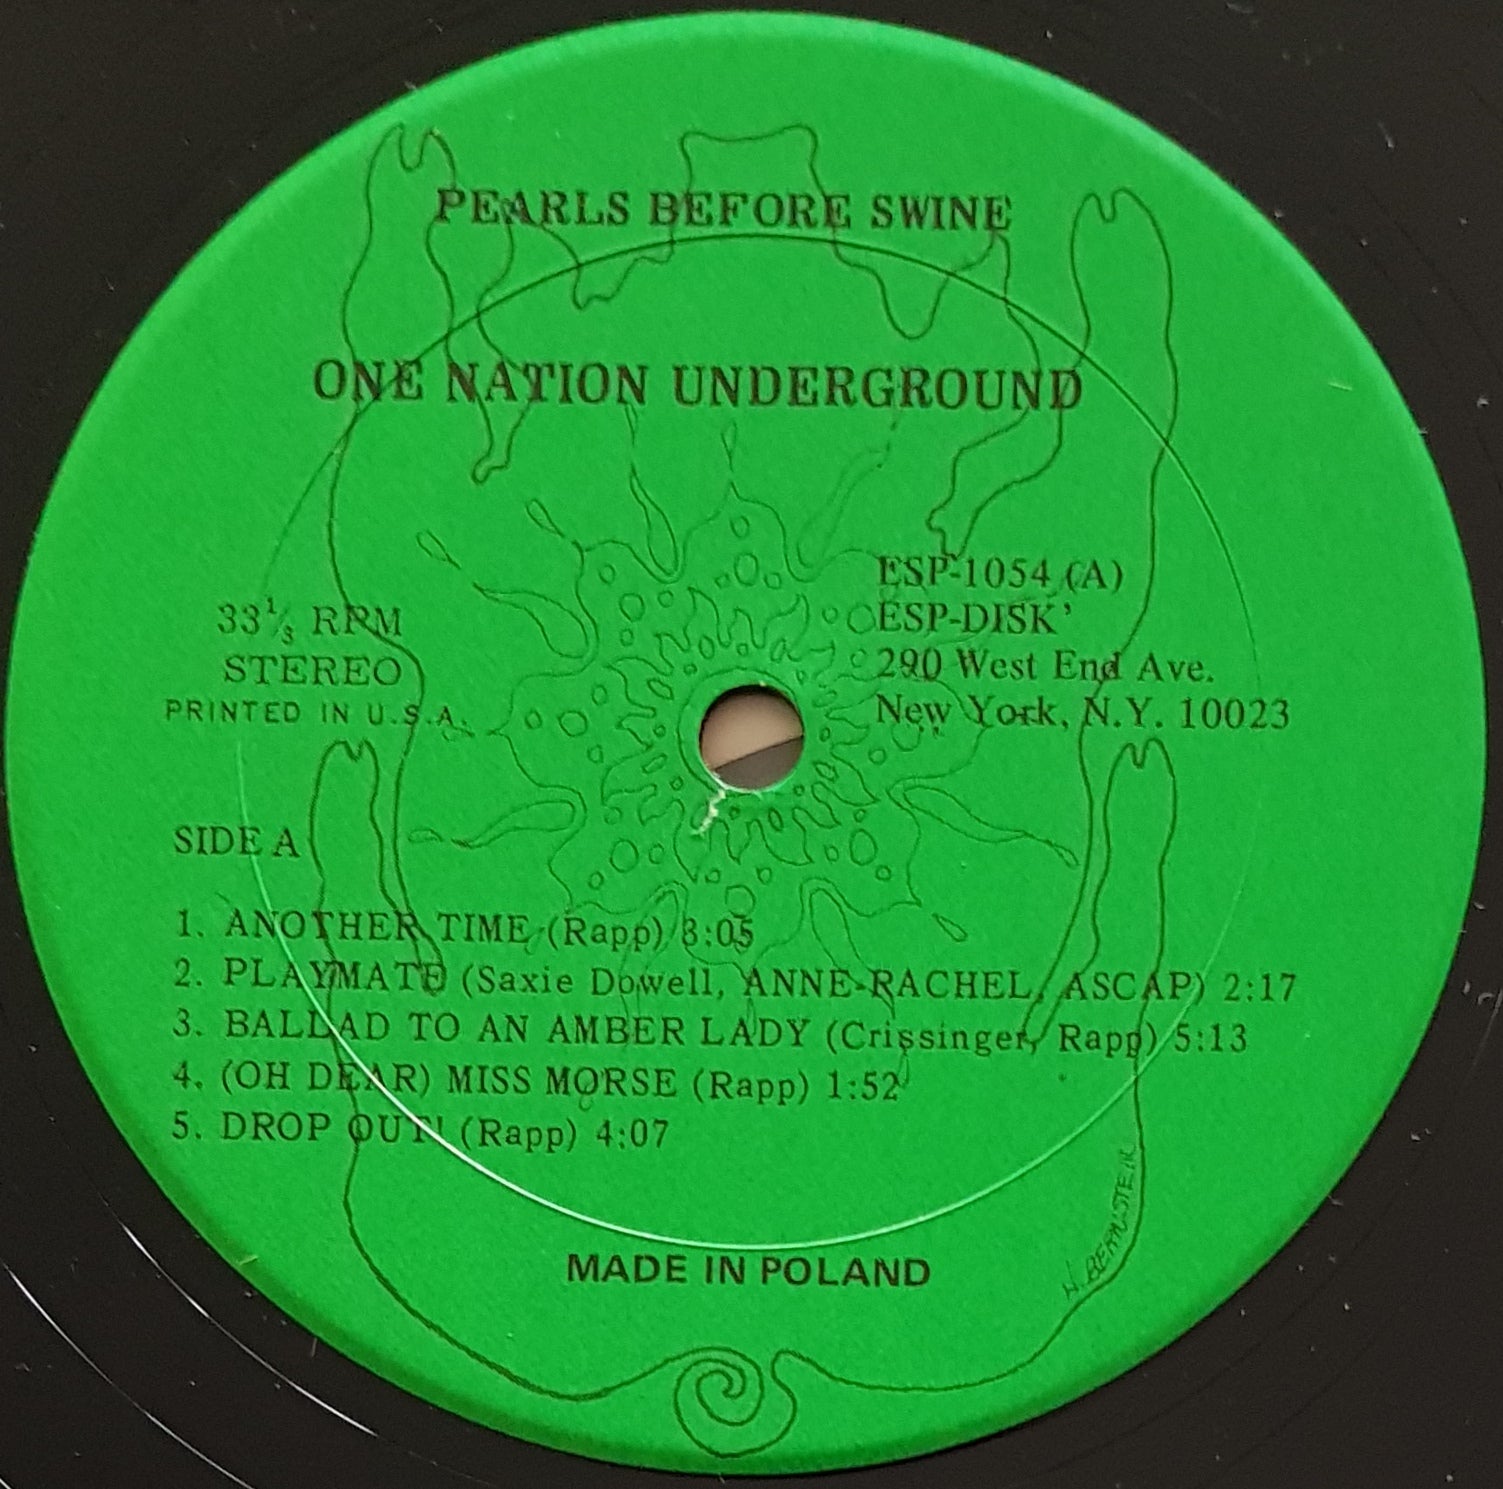 PEARLS BEFORE SWINE
ONE NATION UNDERGROUND
33⅓ RPM
STEREO
PRINTED IN U.S.A.
ESP-1054 (A)
ESP-DISK'
290 West End Ave.
New York, N.Y. 10023
SIDE A
1. ANOTHER TIME (Rapp) 3:05
2. PLAYMATE (Saxie Dowell, ANNE-RACHEL, ASCAP) 2:17
3. BALLAD TO AN AMBER LADY (Crissinger, Rapp) 5:13
4. (OH DEAR) MISS MORSE (Rapp) 1:52
5. DROP OUT! (Rapp) 4:07
H. BERNSTEIN
MADE IN POLAND